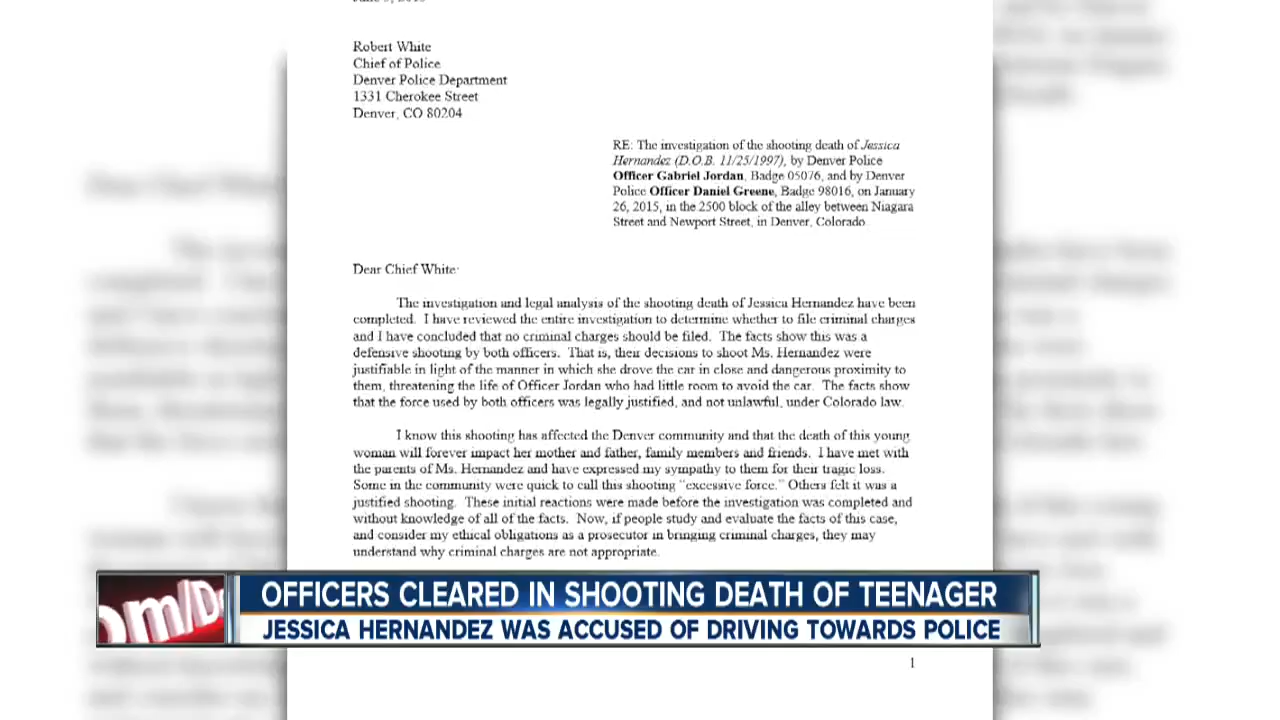 Robert White
Chief of Police
Denver Police Department
1331 Cherokee Street
Denver, CO 80204
RE: The investigation of the shooting death of Jessica
Hernandez (D.O.B. 11/25/1997), by Denver Police
Officer Gabriel Jordan, Badge 05076, and by Denver
Police Officer Daniel Greene, Badge 98016, on January
26, 2015, in the 2500 block of the alley between Niagara
Street and Newport Street, in Denver, Colorado
Dear Chief White:
The investigation and legal analysis of the shooting death of Jessica Hernandez have been
completed. I have reviewed the entire investigation to determine whether to file criminal charges
and I have concluded that no criminal charges should be filed. The facts show this was a
defensive shooting by both officers. That is, their decisions to shoot Ms. Hernandez were
justifiable in light of the manner in which she drove the car in close and dangerous proximity to
them, threatening the life of Officer Jordan who had little room to avoid the car. The facts show
that the force used by both officers was legally justified, and not unlawful, under Colorado law.
I know this shooting has affected the Denver community and that the death of this young
woman will forever impact her mother and father, family members and friends. I have met with
the parents of Ms. Hernandez and have expressed my sympathy to them for their tragic loss.
Some in the community were quick to call this shooting "excessive force." Others felt it was a
justified shooting. These initial reactions were made before the investigation was completed and
without knowledge of all of the facts. Now, if people study and evaluate the facts of this case,
and consider my ethical obligations as a prosecutor in bringing criminal charges, they may
understand why criminal charges are not appropriate.
om/D
OFFICERS CLEARED IN SHOOTING DEATH OF TEENAGER
JESSICA HERNANDEZ WAS ACCUSED OF DRIVING TOWARDS POLICE
1